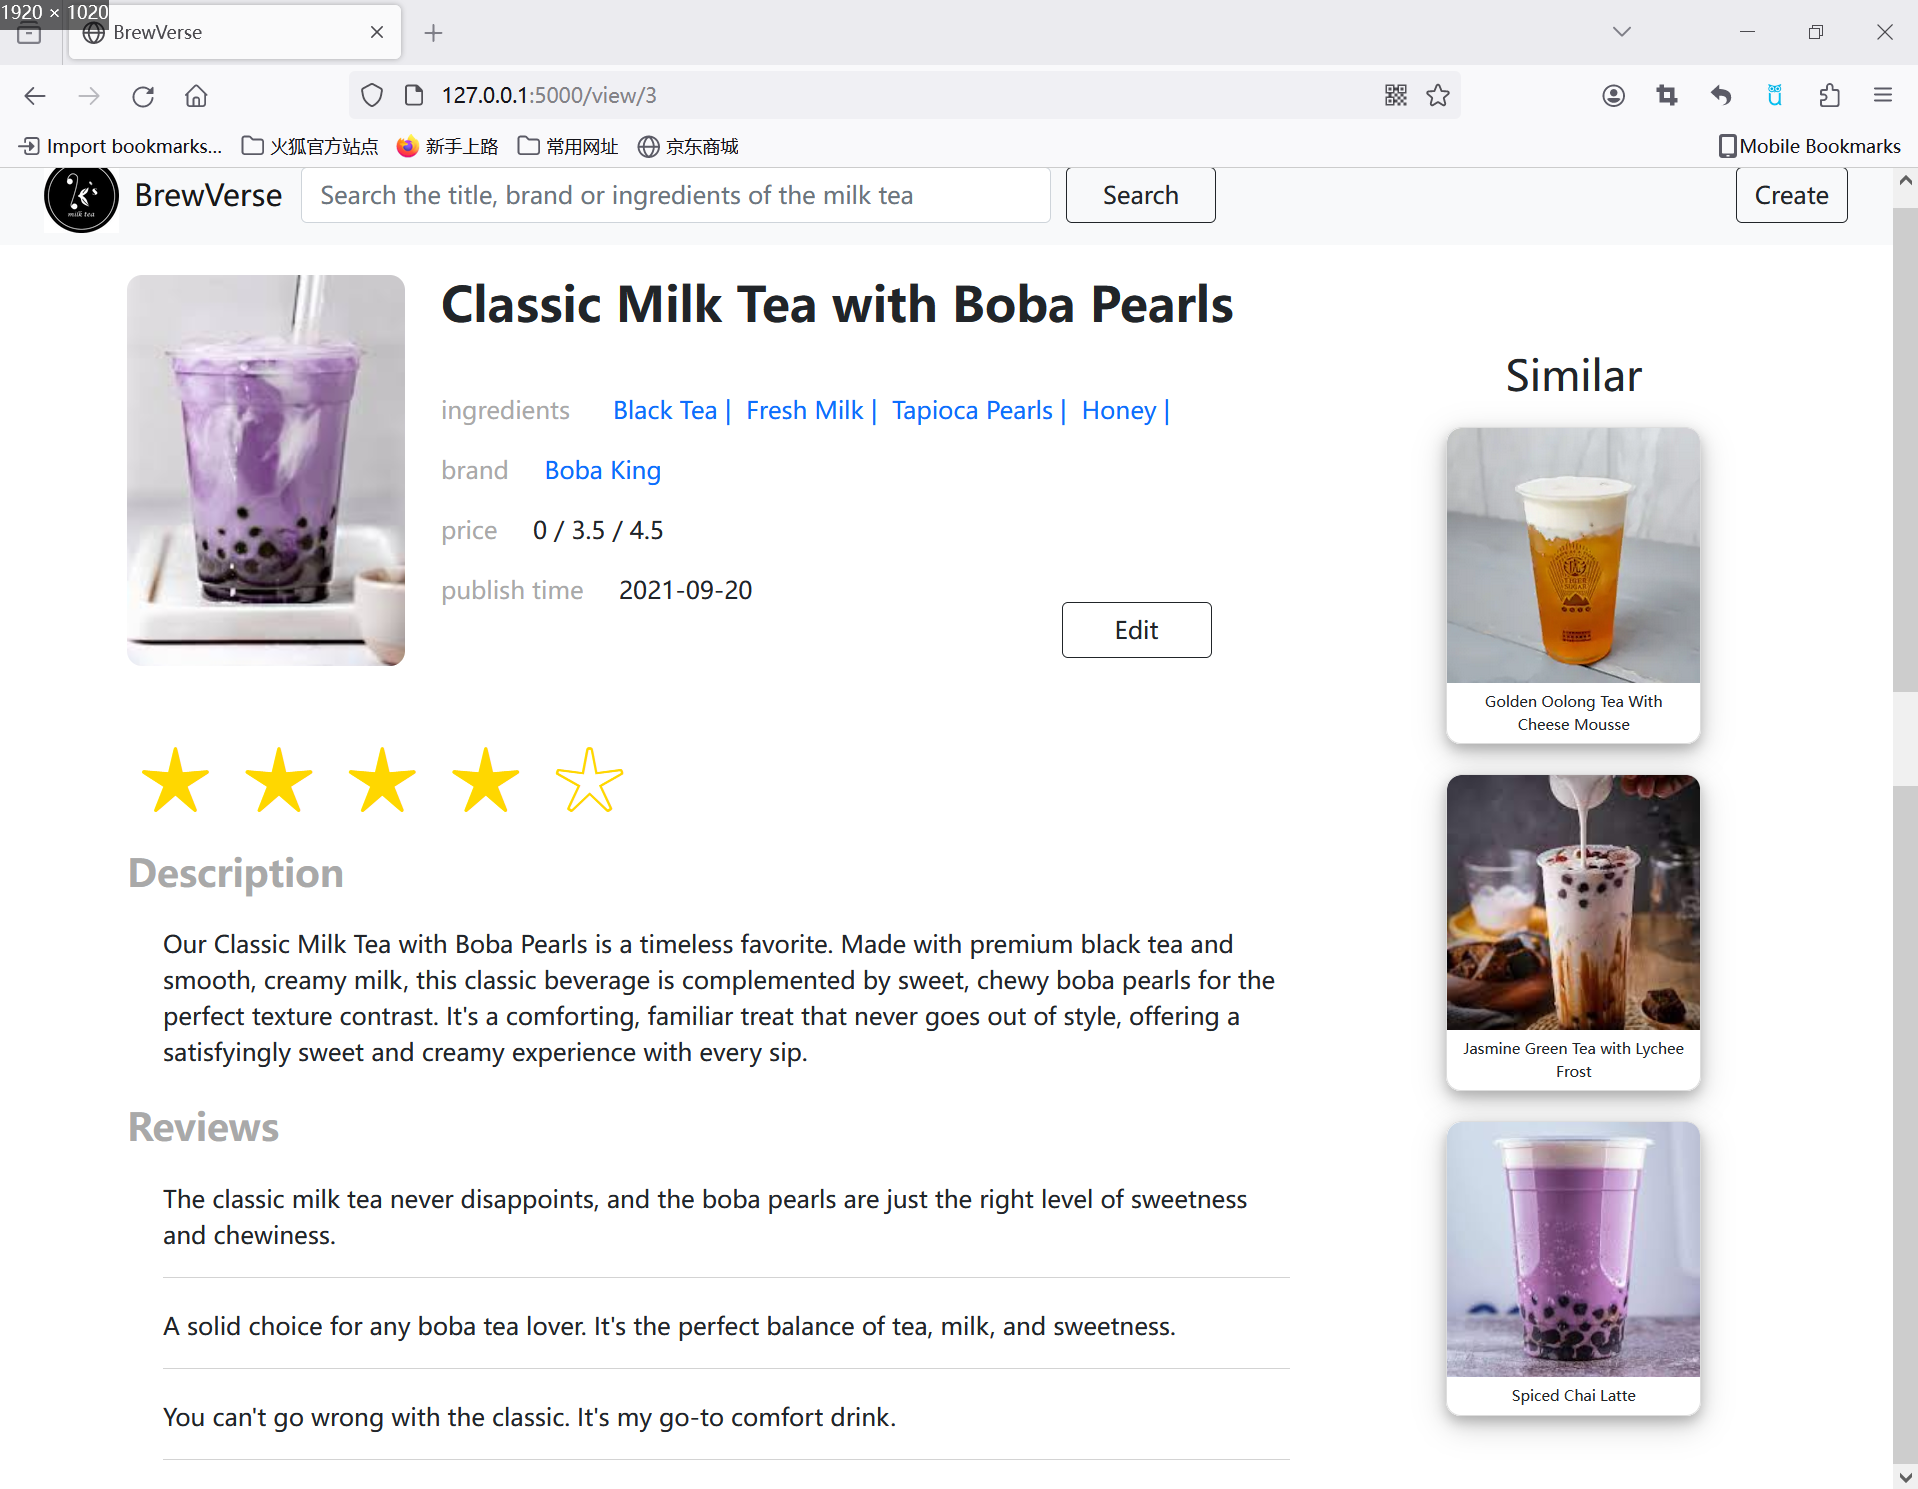 1920 × 1020
BrewVerse
127.0.0.1:5000/view/3
Import bookmarks... 火狐官方站点 新手上路 常用网址 京东商城 Mobile Bookmarks
k's
milk tea
BrewVerse Search the title, brand or ingredients of the milk tea Search Create
Classic Milk Tea with Boba Pearls
ingredients Black Tea | Fresh Milk | Tapioca Pearls | Honey |
brand Boba King
price 0 / 3.5 / 4.5
publish time 2021-09-20
Edit
Description
Our Classic Milk Tea with Boba Pearls is a timeless favorite. Made with premium black tea and
smooth, creamy milk, this classic beverage is complemented by sweet, chewy boba pearls for the
perfect texture contrast. It's a comforting, familiar treat that never goes out of style, offering a
satisfyingly sweet and creamy experience with every sip.
Reviews
The classic milk tea never disappoints, and the boba pearls are just the right level of sweetness
and chewiness.
A solid choice for any boba tea lover. It's the perfect balance of tea, milk, and sweetness.
You can't go wrong with the classic. It's my go-to comfort drink.
Similar
TIGER
SUGAR
Golden Oolong Tea With
Cheese Mousse
Jasmine Green Tea with Lychee
Frost
Spiced Chai Latte